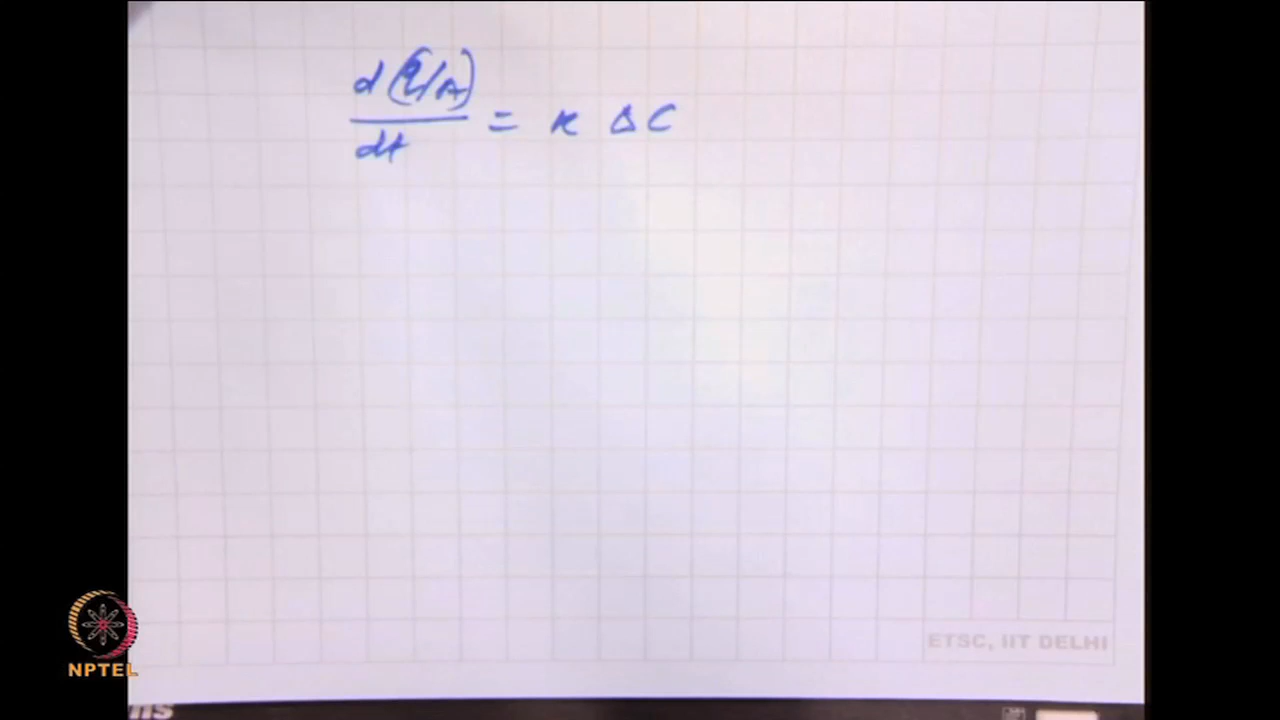 d(q/A)
dt = K ΔC
ETSC, IIT DELHI
NPTEL